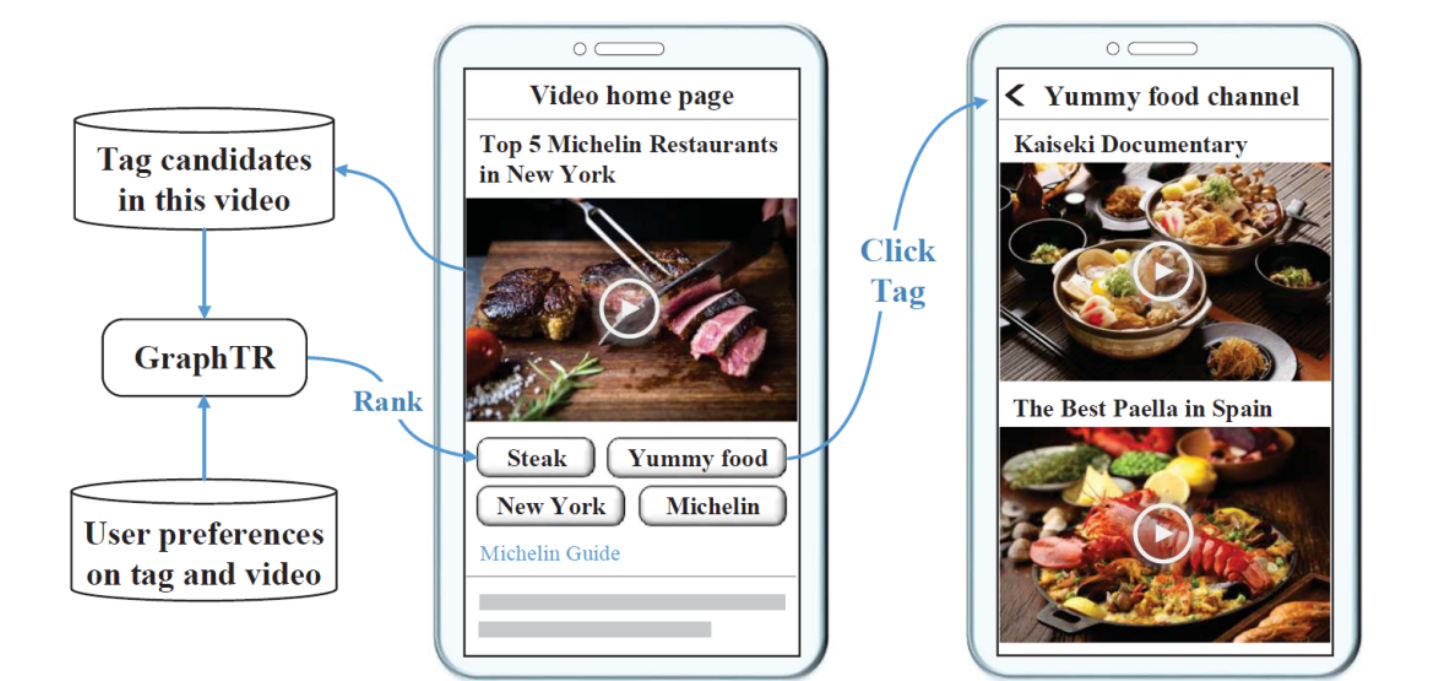 Tag candidates
in this video
GraphTR
User preferences
on tag and video
Rank
Video home page
Top 5 Michelin Restaurants
in New York
Steak
Yummy food
New York
Michelin
Michelin Guide
Click
Tag
Yummy food channel
Kaiseki Documentary
The Best Paella in Spain